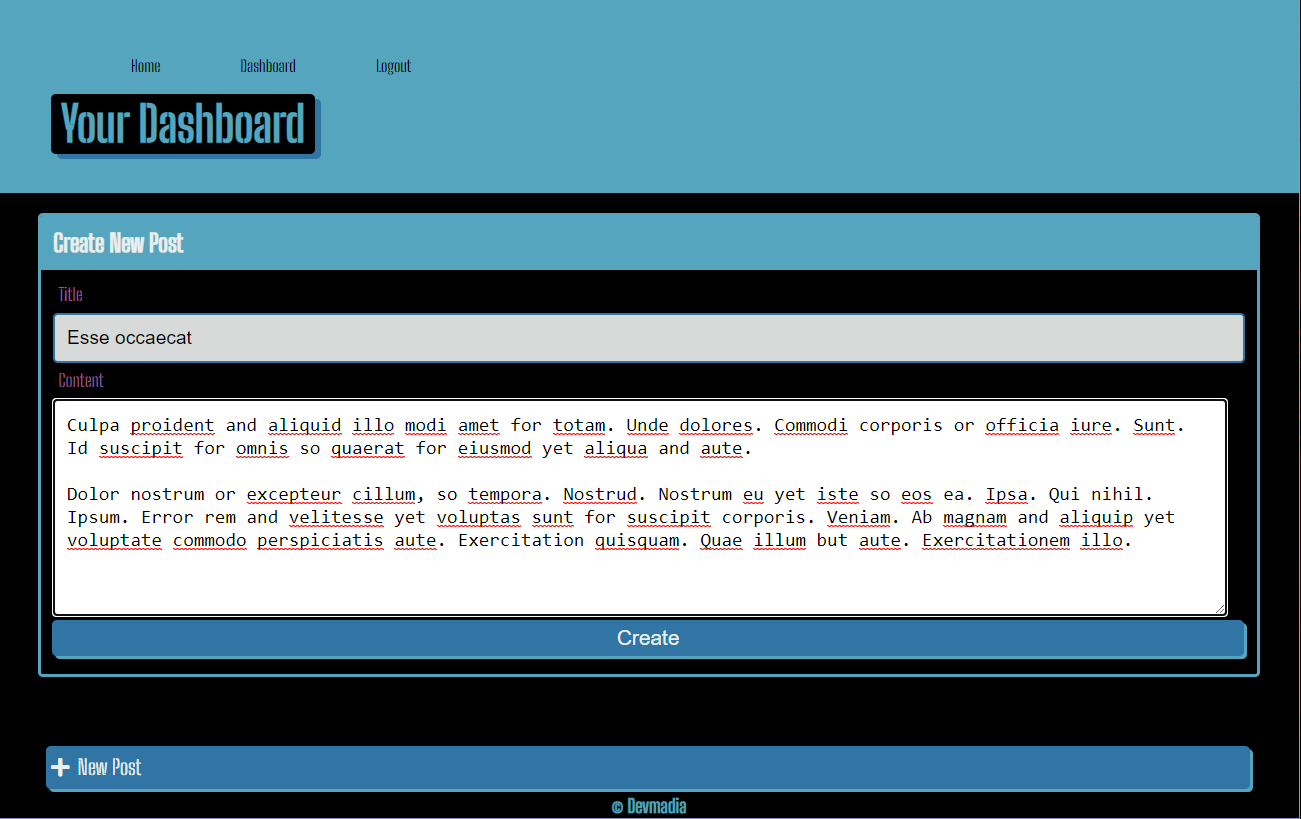 Home Dashboard Logout
Your Dashboard
Create New Post
Title
Esse occaecat
Content
Culpa proident and aliquid illo modi amet for totam. Unde dolores. Commodi corporis or officia iure. Sunt.
Id suscipit for omnis so quaerat for eiusmod yet aliqua and aute.
Dolor nostrum or excepteur cillum, so tempora. Nostrud. Nostrum eu yet iste so eos ea. Ipsa. Qui nihil.
Ipsum. Error rem and velitesse yet voluptas sunt for suscipit corporis. Veniam. Ab magnam and aliquip yet
voluptate commodo perspiciatis aute. Exercitation quisquam. Quae illum but aute. Exercitationem illo.
Create
New Post
© Devmadia